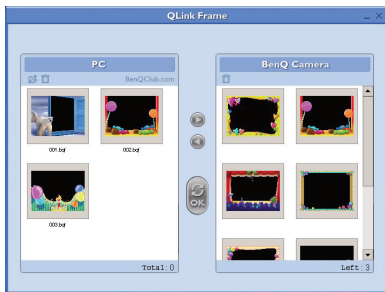 QLink Frame
PC
BenQClub.com
001.bqf
002.bqf
003.bqf
Total: 0
OK
BenQ Camera
Left: 3